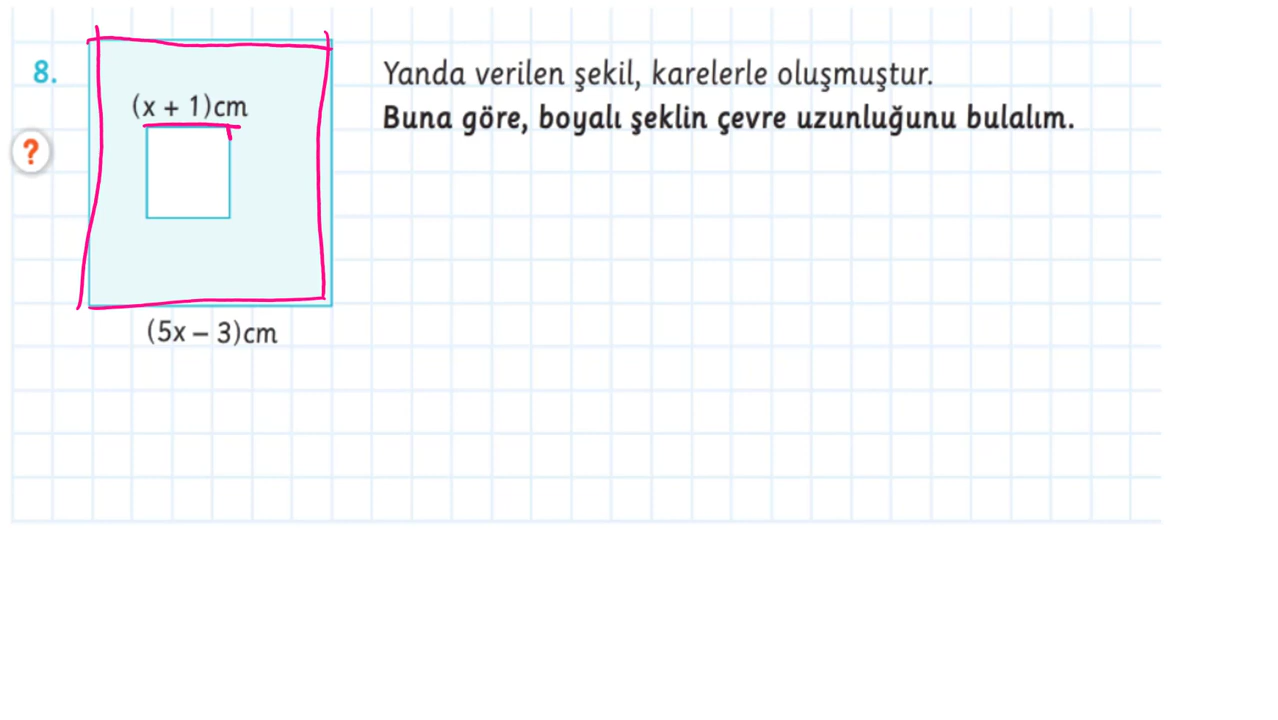 8.
(x + 1)cm
?
(5x – 3)cm
Yanda verilen şekil, karelerle oluşmuştur.
Buna göre, boyalı şeklin çevre uzunluğunu bulalım.